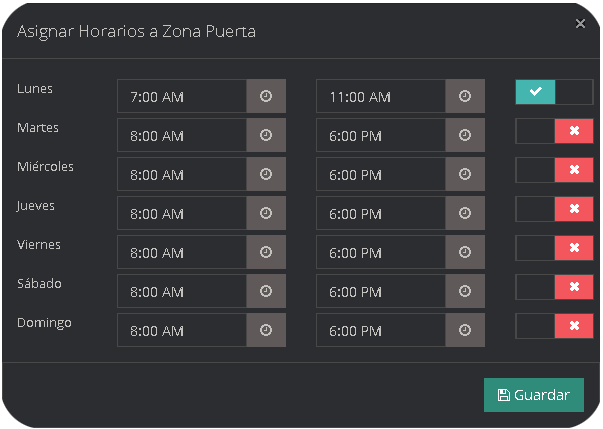 Asignar Horarios a Zona Puerta
Lunes 7:00 AM 11:00 AM
Martes 8:00 AM 6:00 PM
Miércoles 8:00 AM 6:00 PM
Jueves 8:00 AM 6:00 PM
Viernes 8:00 AM 6:00 PM
Sábado 8:00 AM 6:00 PM
Domingo 8:00 AM 6:00 PM
Guardar